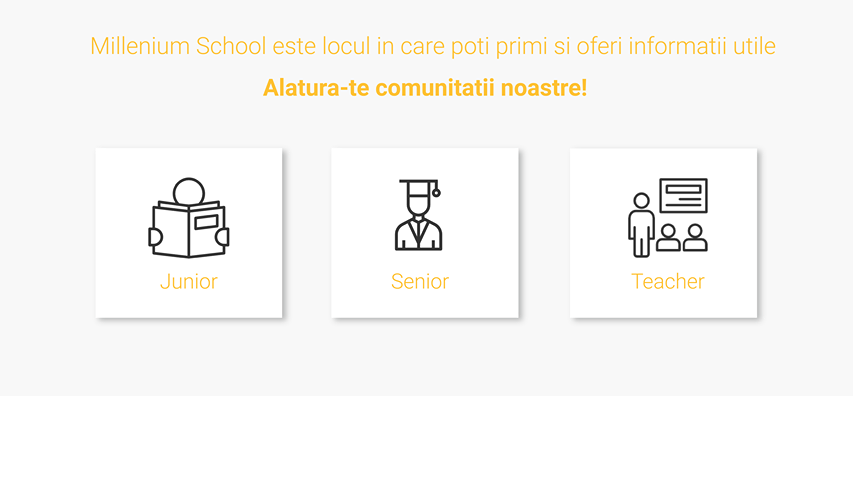 Millenium School este locul in care poti primi si oferi informatii utile
Alatura-te comunitatii noastre!
Junior
Senior
Teacher